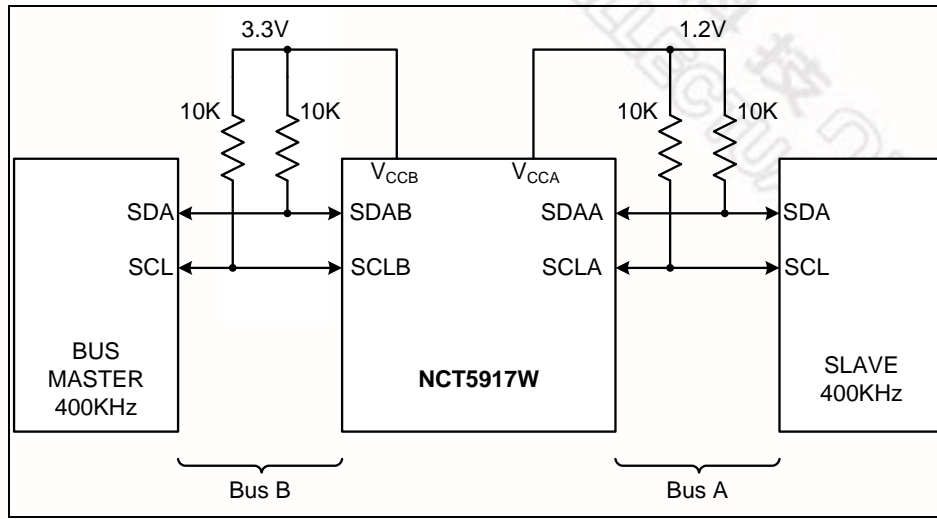 3.3V 1.2V
10K 10K 10K 10K
VCCB VCCA
SDA SDAB SDAA SDA
SCL SCLB SCLA SCL
BUS
MASTER
400KHz
NCT5917W
SLAVE
400KHz
Bus B Bus A